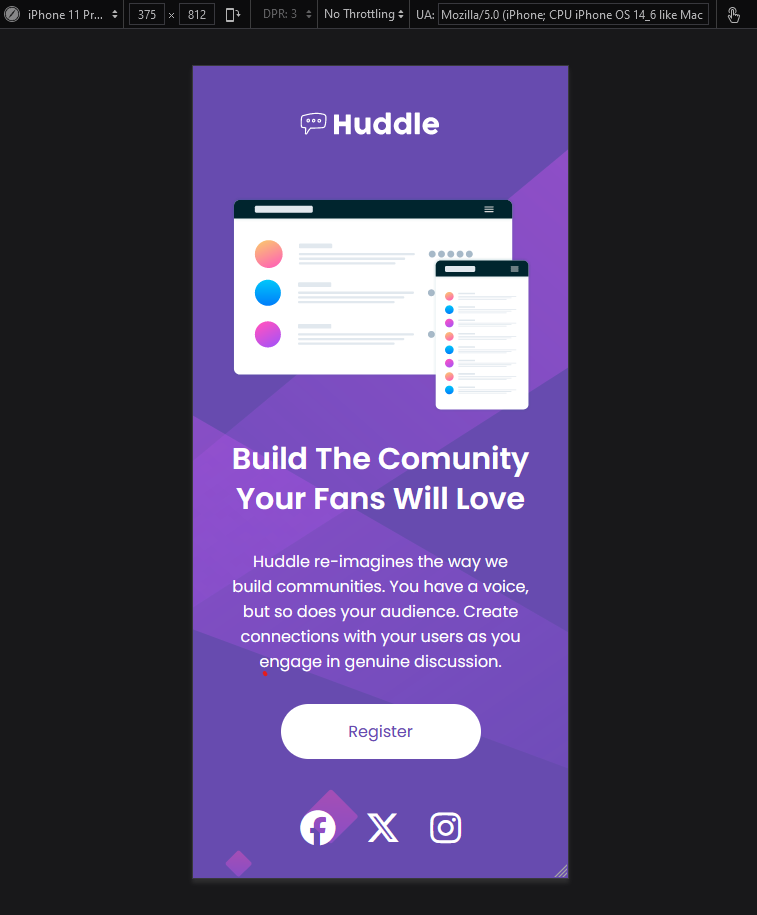 iPhone 11 Pr... 375 × 812 DPR: 3 No Throttling UA: Mozilla/5.0 (iPhone; CPU iPhone OS 14_6 like Mac
Huddle
Build The Comunity
Your Fans Will Love
Huddle re-imagines the way we
build communities. You have a voice,
but so does your audience. Create
connections with your users as you
engage in genuine discussion.
Register